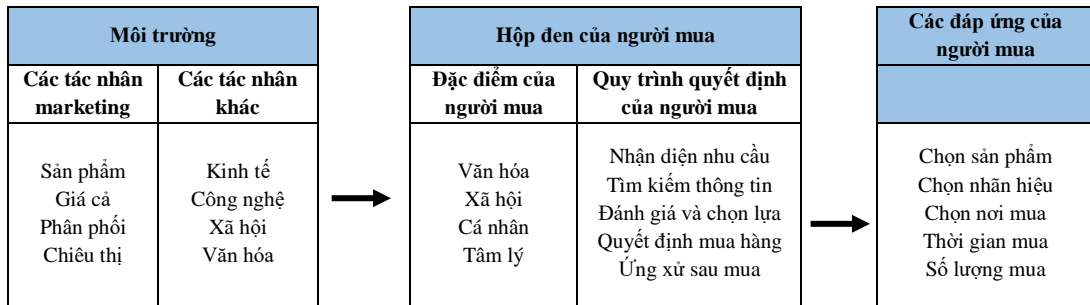 Môi trường
Các tác nhân
marketing
Các tác nhân
khác
Sản phẩm
Giá cả
Phân phối
Chiêu thị
Kinh tế
Công nghệ
Xã hội
Văn hóa
Hộp đen của người mua
Đặc điểm của
người mua
Quy trình quyết định
của người mua
Văn hóa
Xã hội
Cá nhân
Tâm lý
Nhận diện nhu cầu
Tìm kiếm thông tin
Đánh giá và chọn lựa
Quyết định mua hàng
Ứng xử sau mua
Các đáp ứng của
người mua
Chọn sản phẩm
Chọn nhãn hiệu
Chọn nơi mua
Thời gian mua
Số lượng mua